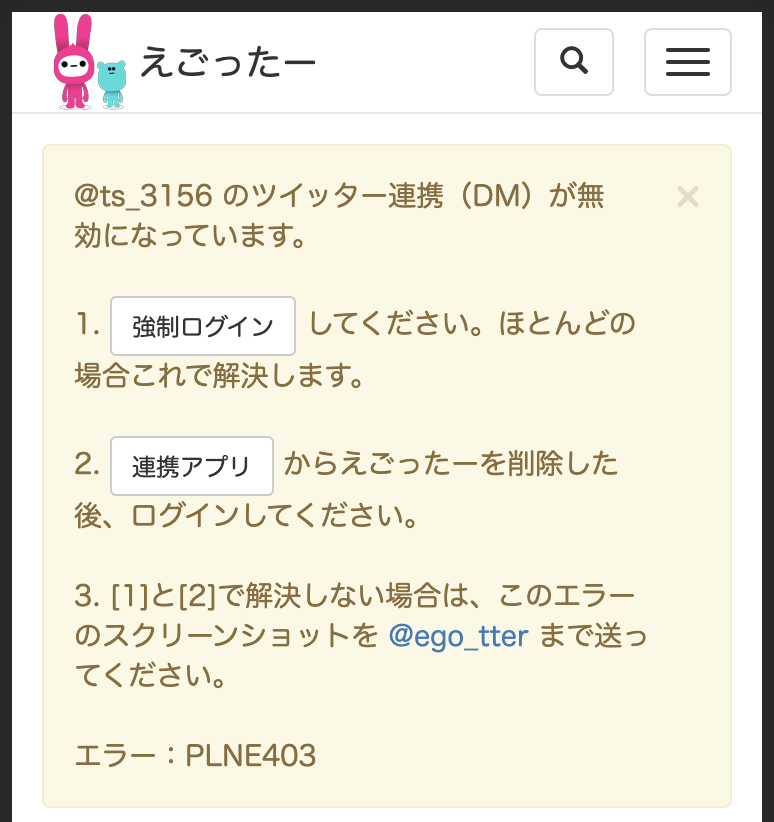 えごったー
@ts_3156 のツイッター連携（DM）が無
効になっています。
1. 強制ログイン してください。ほとんどの
場合これで解決します。
2. 連携アプリ からえごったーを削除した
後、ログインしてください。
3. [1]と[2]で解決しない場合は、このエラー
のスクリーンショットを @ego_tter まで送っ
てください。
エラー：PLNE403